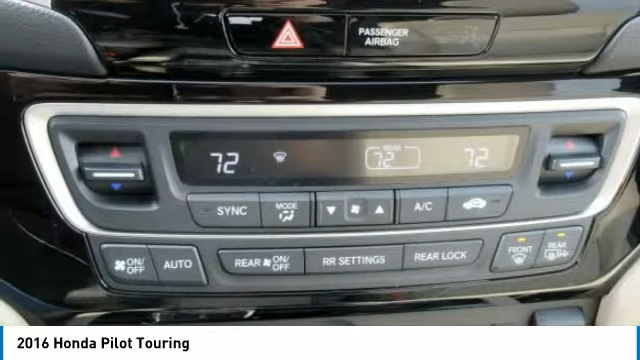 PASSENGER
AIRBAG
72
REAR
72
72
SYNC
MODE
A/C
ON/
OFF
AUTO
REAR ON/
OFF
RR SETTINGS
REAR LOCK
FRONT
REAR
2016 Honda Pilot Touring